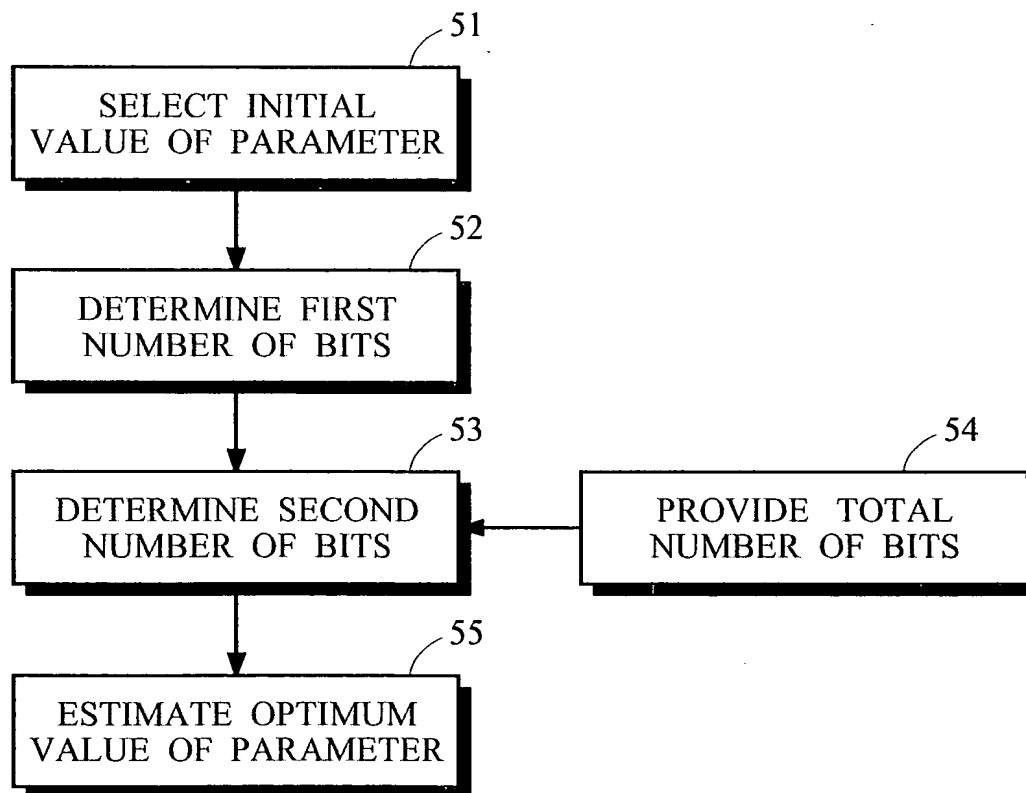 51
SELECT INITIAL
VALUE OF PARAMETER
52
DETERMINE FIRST
NUMBER OF BITS
53
DETERMINE SECOND
NUMBER OF BITS
54
PROVIDE TOTAL
NUMBER OF BITS
55
ESTIMATE OPTIMUM
VALUE OF PARAMETER